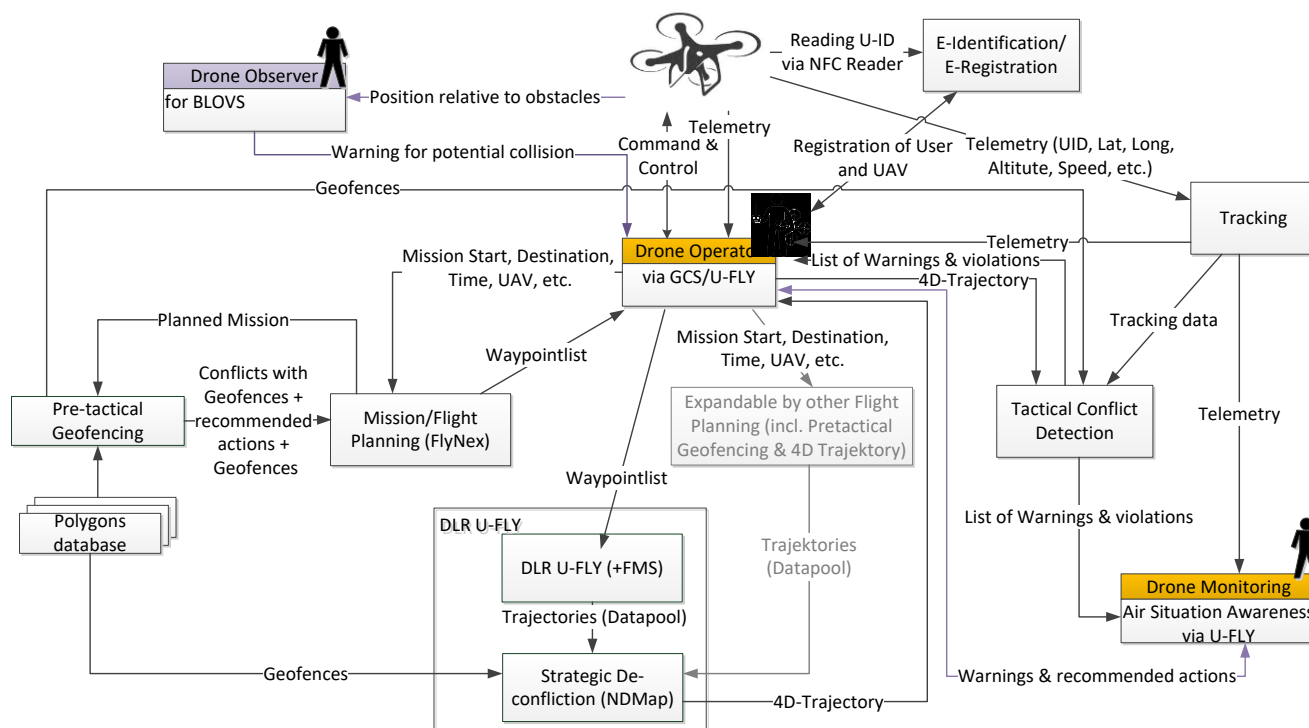 Drone Observer
for BLOVS
Reading U-ID
via NFC Reader
E-Identification/
E-Registration
Position relative to obstacles
Telemetry
Command &
Control
Warning for potential collision
Registration of User
and UAV
Telemetry (UID, Lat, Long,
Altitute, Speed, etc.)
Geofences
Tracking
Drone Operato
via GCS/U-FLY
Telemetry
List of Warnings & violations
4D-Trajectory
Mission Start, Destination,
Time, UAV, etc.
Planned Mission
Waypointlist
Mission Start, Destination,
Time, UAV, etc.
Tracking data
Conflicts with
Geofences +
recommended
actions +
Geofences
Pre-tactical
Geofencing
Mission/Flight
Planning (FlyNex)
Expandable by other Flight
Planning (incl. Pretactical
Geofencing & 4D Trajektory)
Tactical Conflict
Detection
Telemetry
Waypointlist
Polygons
database
DLR U-FLY
List of Warnings & violations
DLR U-FLY (+FMS)
Trajektories
(Datapool)
Trajectories (Datapool)
Drone Monitoring
Air Situation Awareness
via U-FLY
Geofences
Strategic De-
confliction (NDMap)
4D-Trajectory
Warnings & recommended actions